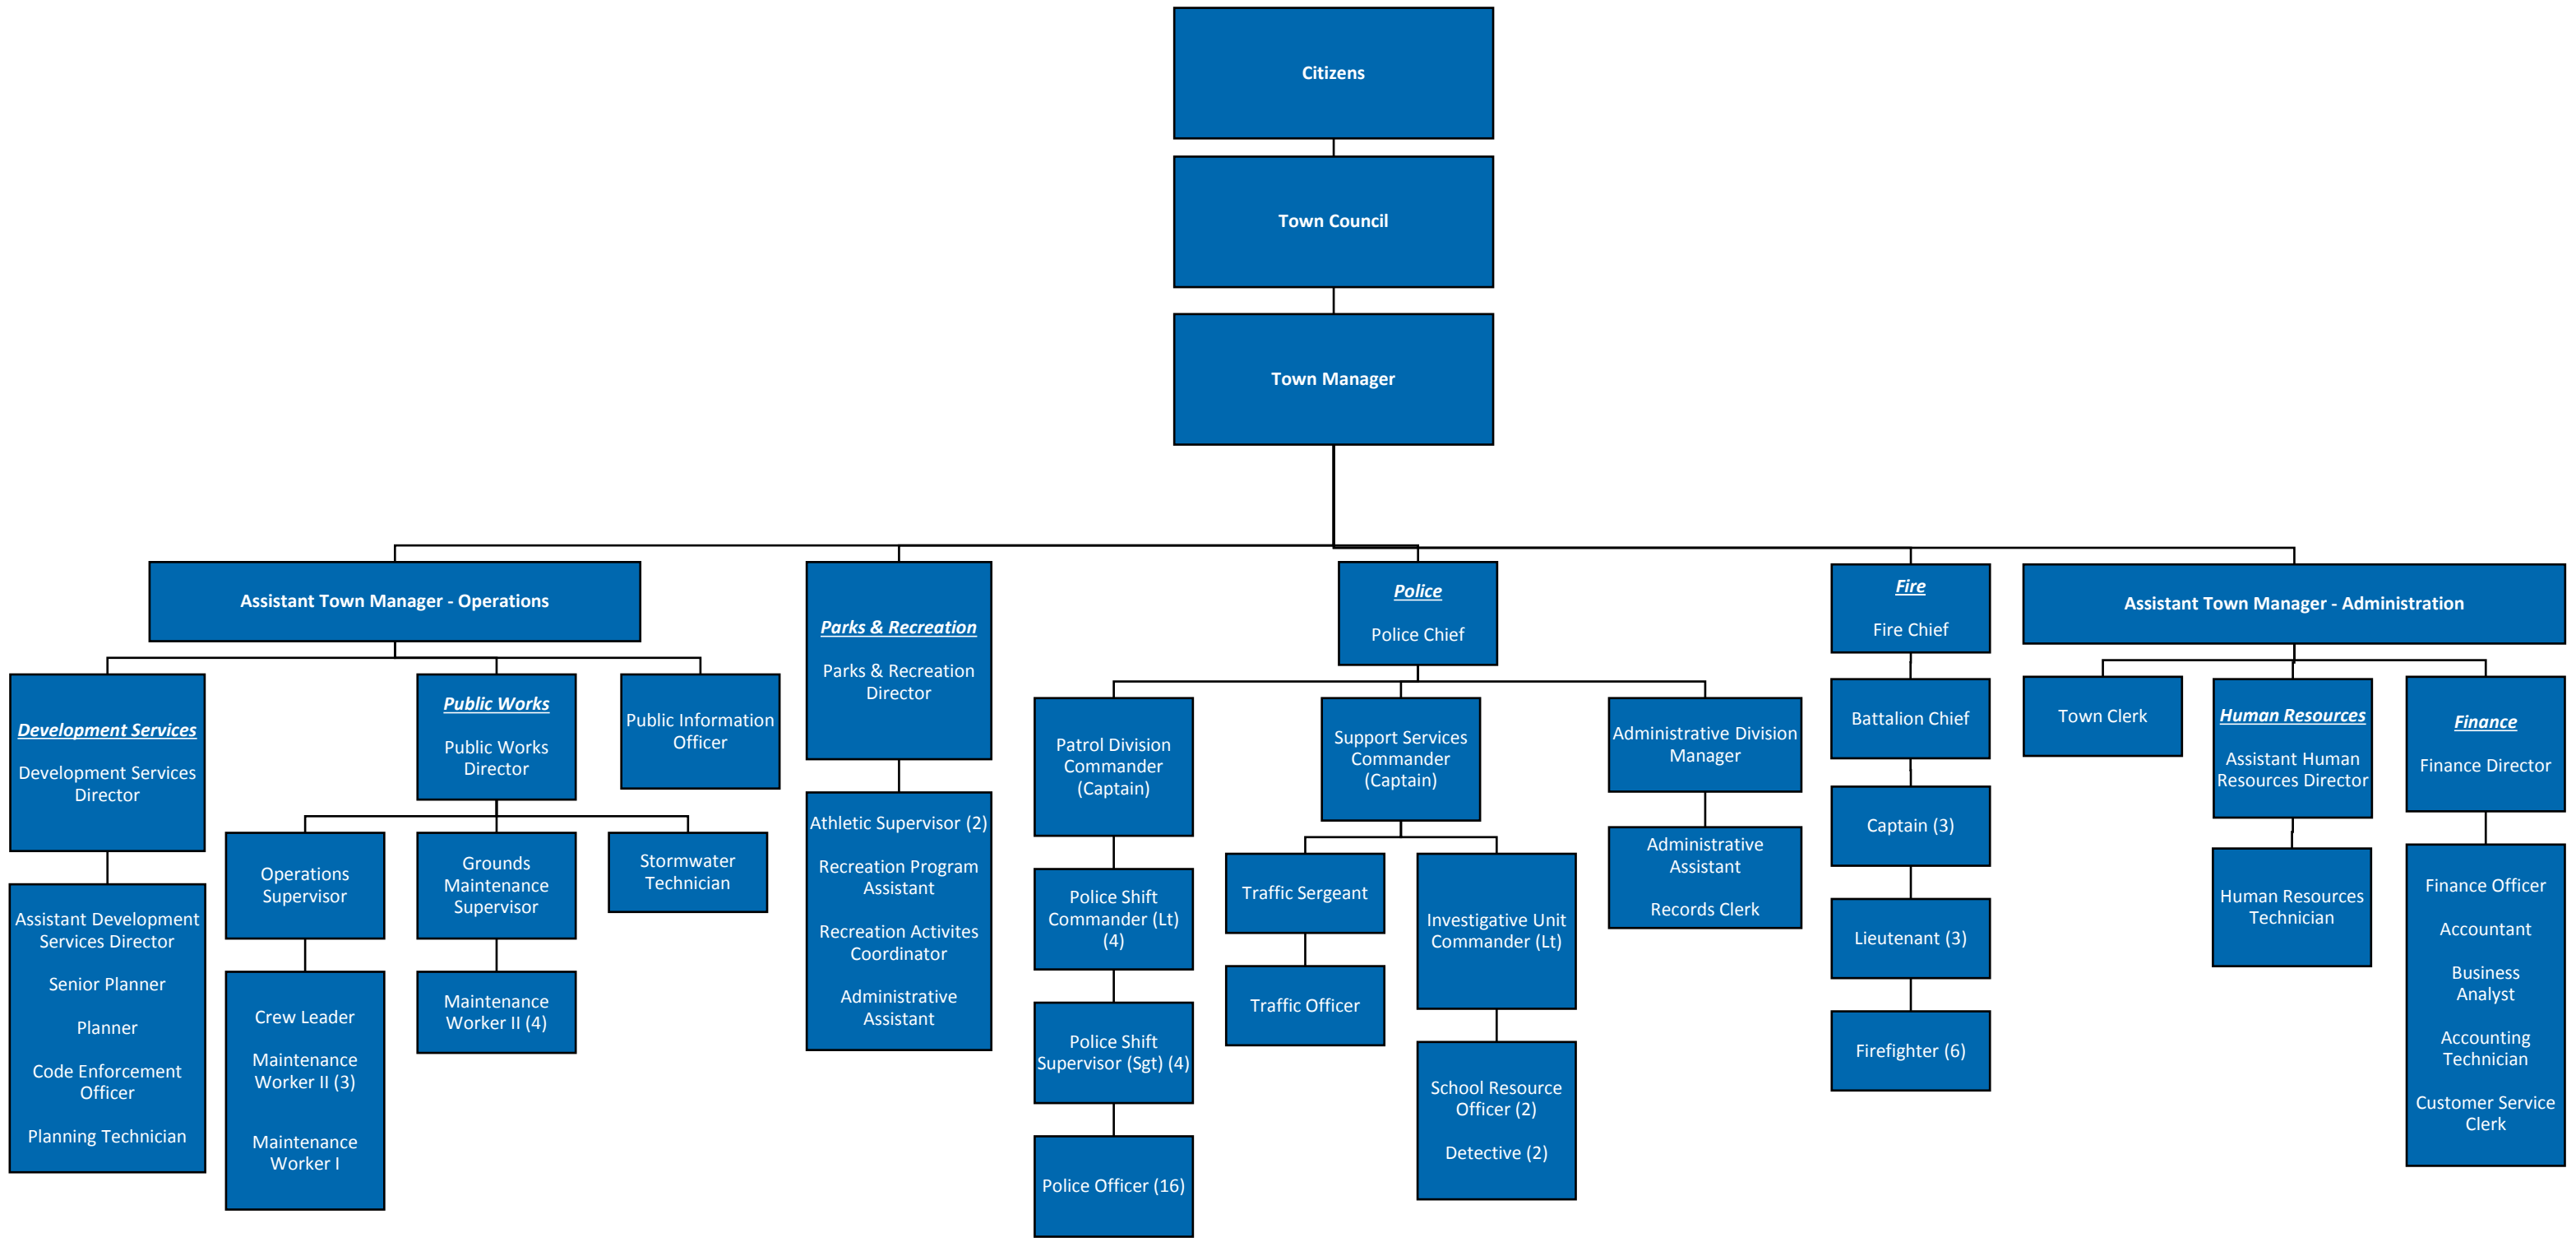 Citizens
Town Council
Town Manager
Assistant Town Manager - Operations
Development Services
Development Services
Director
Assistant Development
Services Director
Senior Planner
Planner
Code Enforcement
Officer
Planning Technician
Public Works
Public Works
Director
Operations
Supervisor
Crew Leader
Maintenance
Worker II (3)
Maintenance
Worker I
Grounds
Maintenance
Supervisor
Maintenance
Worker II (4)
Stormwater
Technician
Public Information
Officer
Parks & Recreation
Parks & Recreation
Director
Athletic Supervisor (2)
Recreation Program
Assistant
Recreation Activites
Coordinator
Administrative
Assistant
Police
Police Chief
Patrol Division
Commander
(Captain)
Police Shift
Commander (Lt)
(4)
Police Shift
Supervisor (Sgt) (4)
Police Officer (16)
Support Services
Commander
(Captain)
Traffic Sergeant
Traffic Officer
Investigative Unit
Commander (Lt)
School Resource
Officer (2)
Detective (2)
Administrative Division
Manager
Administrative
Assistant
Records Clerk
Fire
Fire Chief
Battalion Chief
Captain (3)
Lieutenant (3)
Firefighter (6)
Assistant Town Manager - Administration
Town Clerk
Human Resources
Assistant Human
Resources Director
Human Resources
Technician
Finance
Finance Director
Finance Officer
Accountant
Business
Analyst
Accounting
Technician
Customer Service
Clerk